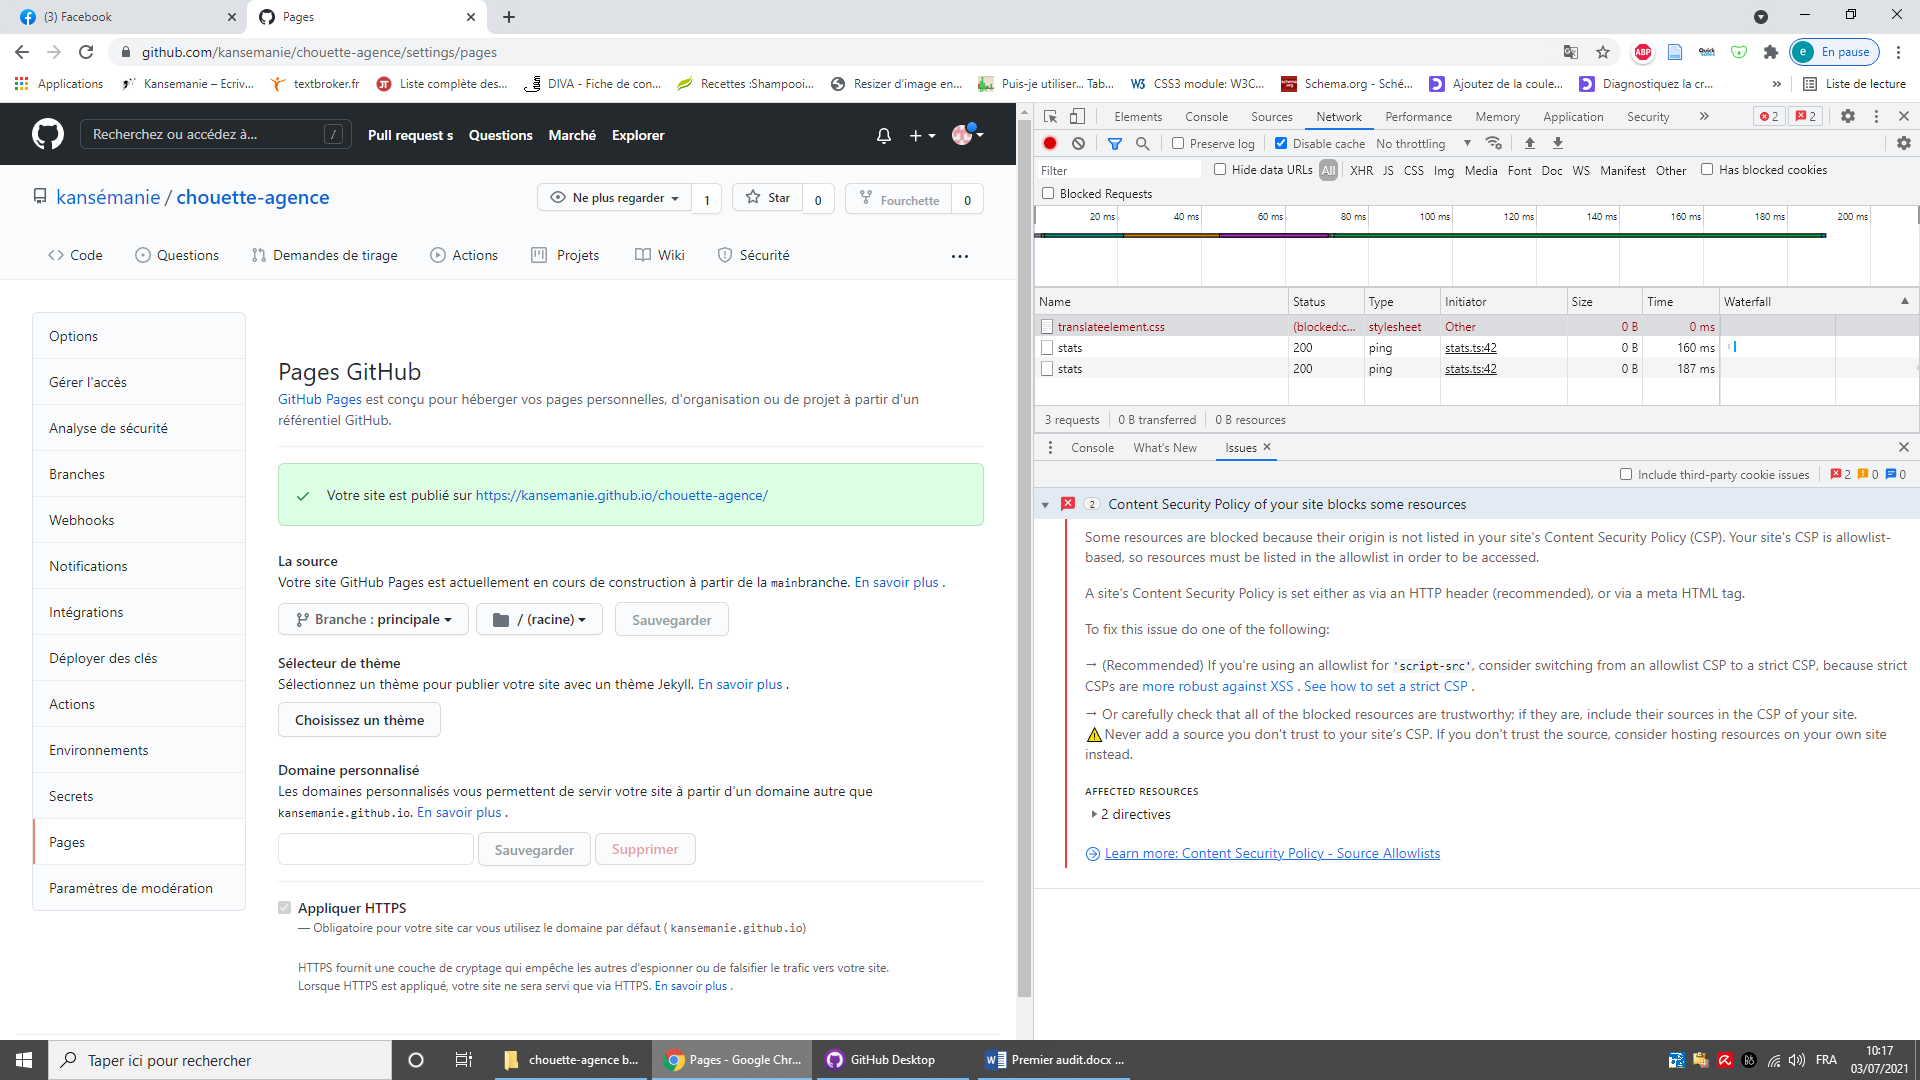 (3) Facebook
Pages
github.com/kansemanie/chouette-agence/settings/pages
ABP
e
En pause
Applications
Kansemanie – Ecriv...
textbroker.fr
Liste complète des...
DIVA - Fiche de con...
Recettes :Shampooi...
Resizer d'image en...
Puis-je utiliser... Tab...
CSS3 module: W3C...
Schema.org - Sché...
Ajoutez de la coule...
Diagnostiquez la cr...
»
Liste de lecture
Recherchez ou accédez à...
/
Pull request s
Questions
Marché
Explorer
kansémanie / chouette-agence
Ne plus regarder
1
Star
0
Fourchette
0
Code
Questions
Demandes de tirage
Actions
Projets
Wiki
Sécurité
Options
Gérer l'accès
Analyse de sécurité
Branches
Webhooks
Notifications
Intégrations
Déployer des clés
Actions
Environnements
Secrets
Pages
Paramètres de modération
Pages GitHub
GitHub Pages est conçu pour héberger vos pages personnelles, d'organisation ou de projet à partir d'un
référentiel GitHub.
Votre site est publié sur https://kansemanie.github.io/chouette-agence/
La source
Votre site GitHub Pages est actuellement en cours de construction à partir de la mainbranche. En savoir plus .
Branche : principale
/ (racine)
Sauvegarder
Sélecteur de thème
Sélectionnez un thème pour publier votre site avec un thème Jekyll. En savoir plus .
Choisissez un thème
Domaine personnalisé
Les domaines personnalisés vous permettent de servir votre site à partir d'un domaine autre que
kansemanie.github.io. En savoir plus .
Sauvegarder
Supprimer
Appliquer HTTPS
— Obligatoire pour votre site car vous utilisez le domaine par défaut ( kansemanie.github.io)
HTTPS fournit une couche de cryptage qui empêche les autres d'espionner ou de falsifier le trafic vers votre site.
Lorsque HTTPS est appliqué, votre site ne sera servi que via HTTPS. En savoir plus .
Elements
Console
Sources
Network
Performance
Memory
Application
Security
»
2
2
Preserve log
Disable cache
No throttling
Filter
Hide data URLs
All
XHR
JS
CSS
Img
Media
Font
Doc
WS
Manifest
Other
Has blocked cookies
Blocked Requests
20 ms
40 ms
60 ms
80 ms
100 ms
120 ms
140 ms
160 ms
180 ms
200 ms
Name Status Type Initiator Size Time Waterfall
translateelement.css (blocked:c... stylesheet Other 0 B 0 ms
stats 200 ping stats.ts:42 0 B 160 ms
stats 200 ping stats.ts:42 0 B 187 ms
3 requests
0 B transferred
0 B resources
Console
What's New
Issues
Include third-party cookie issues
2
0
0
2 Content Security Policy of your site blocks some resources
Some resources are blocked because their origin is not listed in your site's Content Security Policy (CSP). Your site's CSP is allowlist-
based, so resources must be listed in the allowlist in order to be accessed.
A site's Content Security Policy is set either as via an HTTP header (recommended), or via a meta HTML tag.
To fix this issue do one of the following:
→ (Recommended) If you're using an allowlist for 'script-src', consider switching from an allowlist CSP to a strict CSP, because strict
CSPs are more robust against XSS . See how to set a strict CSP .
→ Or carefully check that all of the blocked resources are trustworthy; if they are, include their sources in the CSP of your site.
Never add a source you don't trust to your site's CSP. If you don't trust the source, consider hosting resources on your own site
instead.
AFFECTED RESOURCES
2 directives
Learn more: Content Security Policy - Source Allowlists
Taper ici pour rechercher
chouette-agence b...
Pages - Google Chr...
GitHub Desktop
Premier audit.docx ...
FRA
10:17
03/07/2021